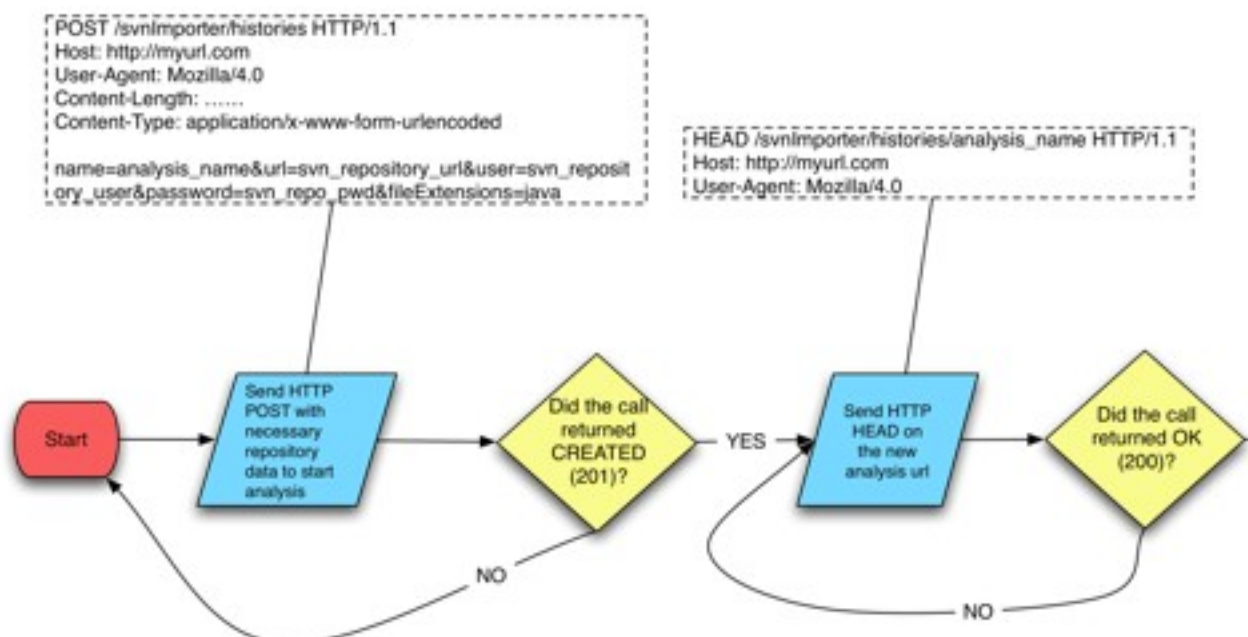 POST /svnImporter/histories HTTP/1.1
Host: http://myurl.com
User-Agent: Mozilla/4.0
Content-Length: ......
Content-Type: application/x-www-form-urlencoded
name=analysis_name&url=svn_repository_url&user=svn_reposit
ory_user&password=svn_repo_pwd&fileExtensions=java
HEAD /svnImporter/histories/analysis_name HTTP/1.1
Host: http://myurl.com
User-Agent: Mozilla/4.0
Start
Send HTTP
POST with
necessary
repository
data to start
analysis
Did the call
returned
CREATED
(201)?
YES
Send HTTP
HEAD on
the new
analysis url
Did the call
returned OK
(200)?
NO
NO